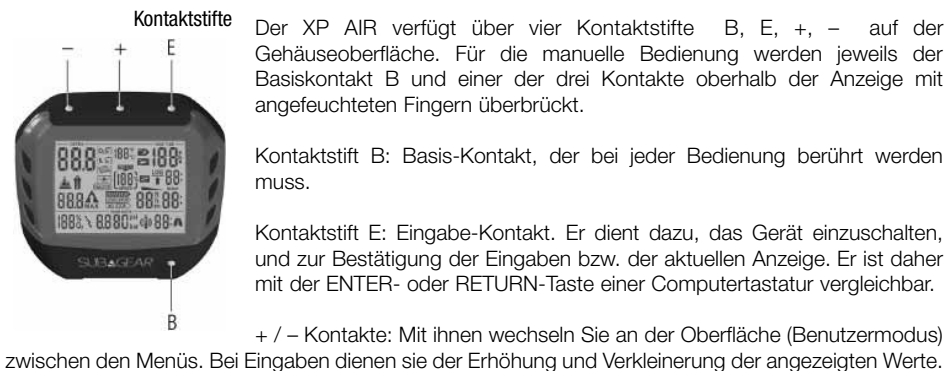 Kontaktstifte
– + E
Der XP AIR verfügt über vier Kontaktstifte B, E, +, – auf der
Gehäuseoberfläche. Für die manuelle Bedienung werden jeweils der
Basiskontakt B und einer der drei Kontakte oberhalb der Anzeige mit
angefeuchteten Fingern überbrückt.
Kontaktstift B: Basis-Kontakt, der bei jeder Bedienung berührt werden
muss.
Kontaktstift E: Eingabe-Kontakt. Er dient dazu, das Gerät einzuschalten,
und zur Bestätigung der Eingaben bzw. der aktuellen Anzeige. Er ist daher
mit der ENTER- oder RETURN-Taste einer Computertastatur vergleichbar.
SUBGEAR
B
+ / – Kontakte: Mit ihnen wechseln Sie an der Oberfläche (Benutzermodus)
zwischen den Menüs. Bei Eingaben dienen sie der Erhöhung und Verkleinerung der angezeigten Werte.